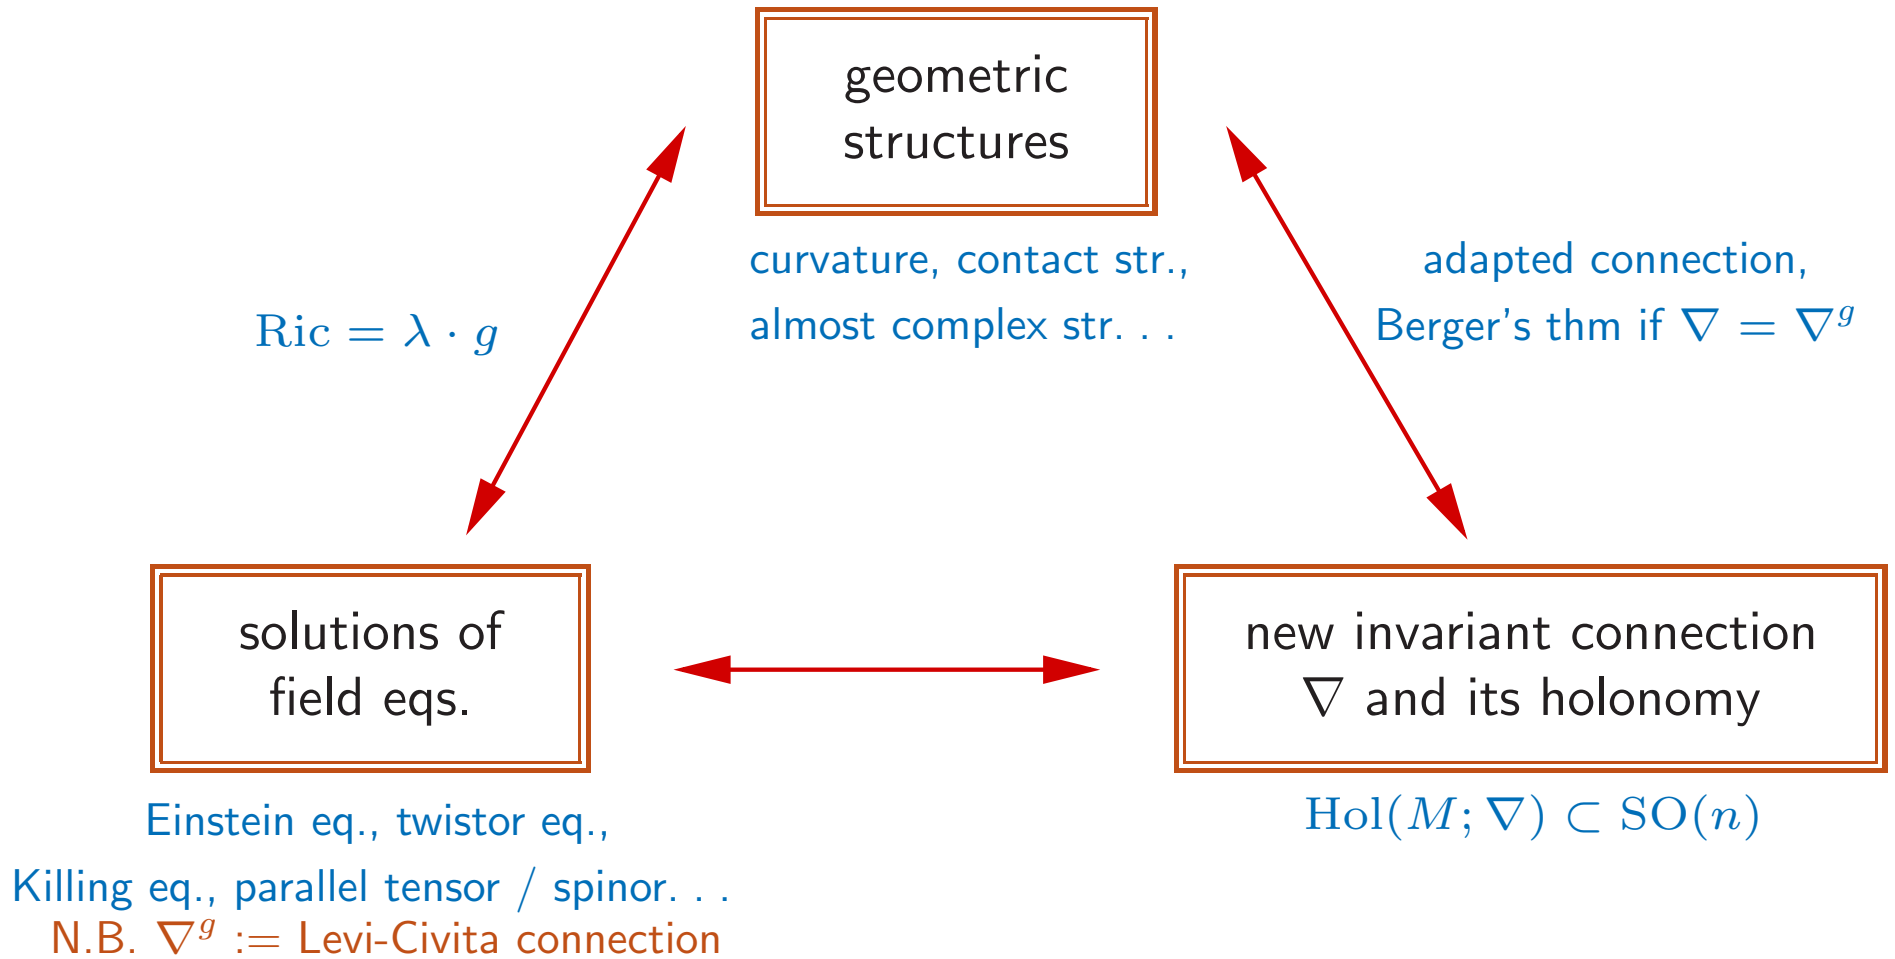 geometric
structures
curvature, contact str.,
almost complex str. . .
adapted connection,
Berger's thm if ∇ = ∇^g
Ric = λ · g
solutions of
field eqs.
new invariant connection
∇ and its holonomy
Einstein eq., twistor eq.,
Killing eq., parallel tensor / spinor. . .
Hol(M; ∇) ⊂ SO(n)
N.B. ∇^g := Levi-Civita connection